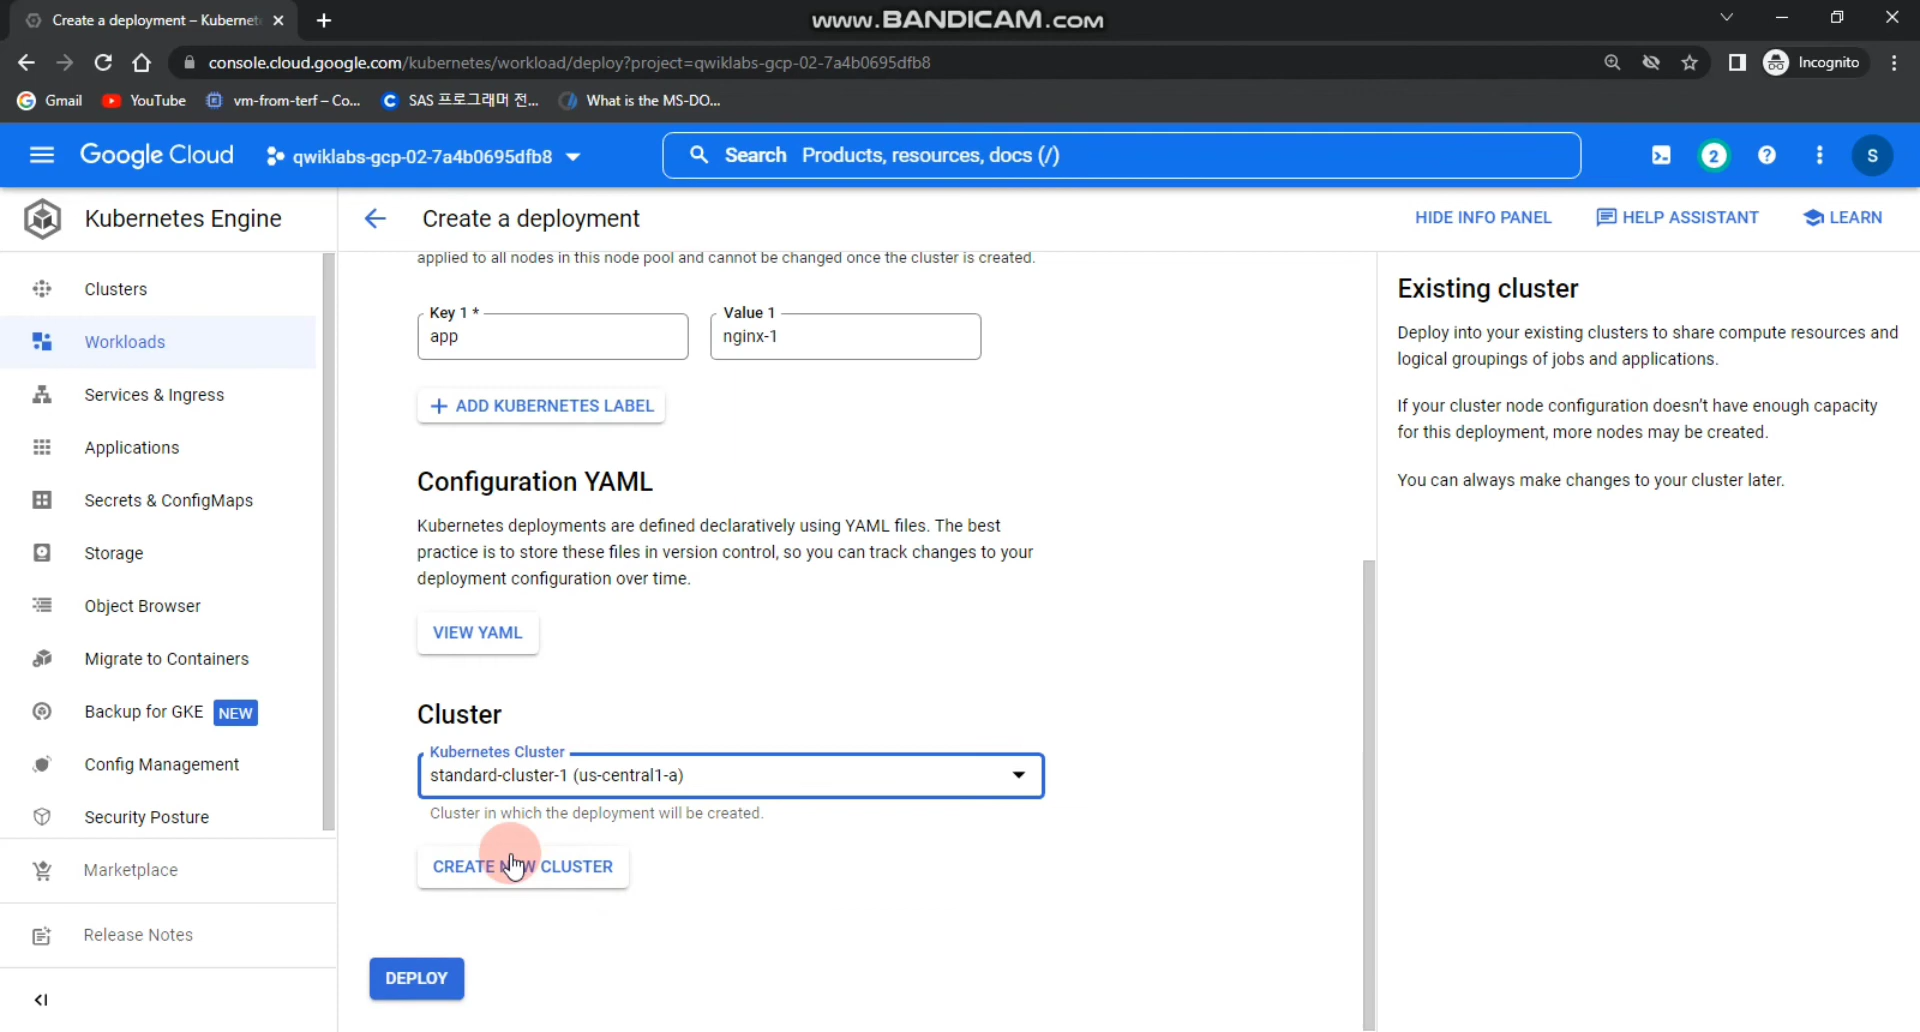 Create a deployment – Kubernet
www.BANDICAM.com
console.cloud.google.com/kubernetes/workload/deploy?project=qwiklabs-gcp-02-7a4b0695dfb8
Incognito
Gmail
YouTube
vm-from-terf – Co...
SAS 프로그래머 전...
What is the MS-DO...
Google Cloud
qwiklabs-gcp-02-7a4b0695dfb8
Search Products, resources, docs (/)
2
S
Kubernetes Engine
Create a deployment
HIDE INFO PANEL
HELP ASSISTANT
LEARN
Clusters
Workloads
Services & Ingress
Applications
Secrets & ConfigMaps
Storage
Object Browser
Migrate to Containers
Backup for GKE NEW
Config Management
Security Posture
Marketplace
Release Notes
applied to all nodes in this node pool and cannot be changed once the cluster is created.
Key 1 *
app
Value 1
nginx-1
ADD KUBERNETES LABEL
Configuration YAML
Kubernetes deployments are defined declaratively using YAML files. The best
practice is to store these files in version control, so you can track changes to your
deployment configuration over time.
VIEW YAML
Cluster
Kubernetes Cluster
standard-cluster-1 (us-central1-a)
Cluster in which the deployment will be created.
CREATE NEW CLUSTER
DEPLOY
Existing cluster
Deploy into your existing clusters to share compute resources and
logical groupings of jobs and applications.
If your cluster node configuration doesn't have enough capacity
for this deployment, more nodes may be created.
You can always make changes to your cluster later.